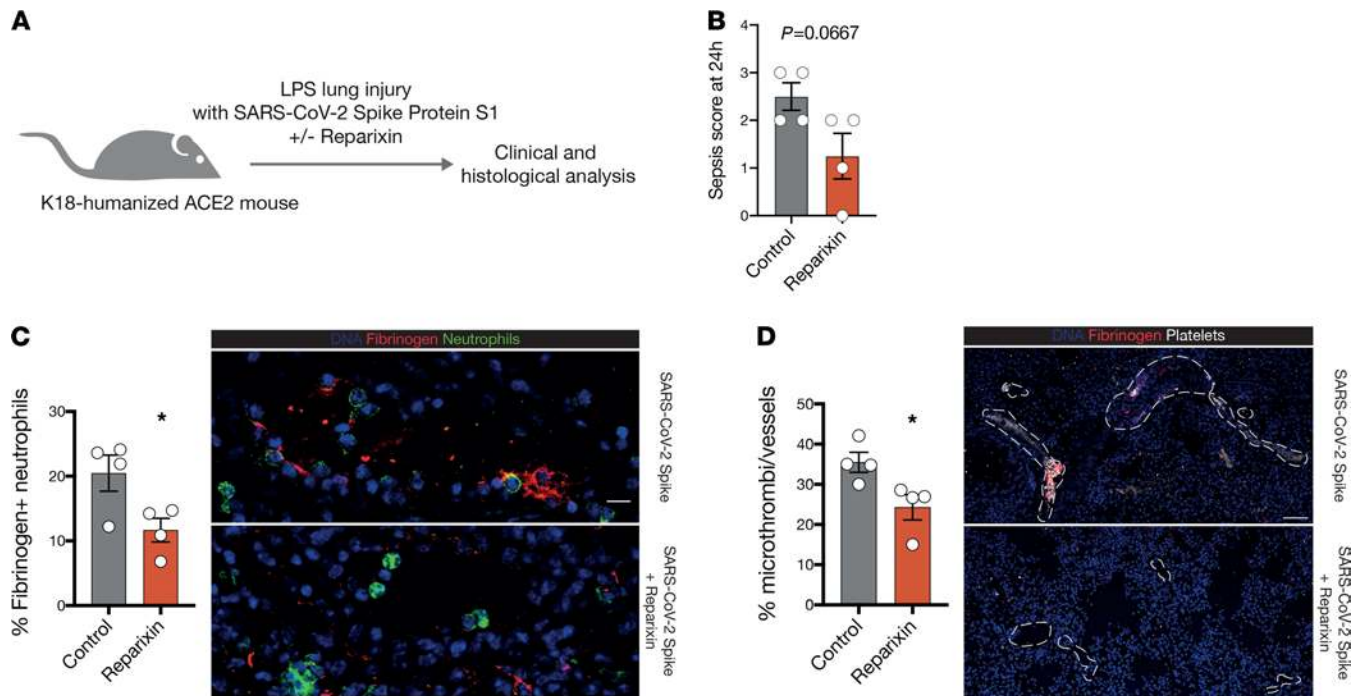 A
LPS lung injury
with SARS-CoV-2 Spike Protein S1
+/- Reparixin
Clinical and
histological analysis
K18-humanized ACE2 mouse
B
P=0.0667
Sepsis score at 24h
4
3
2
1
0
Control
Reparixin
C
% Fibrinogen+ neutrophils
30
20
10
0
*
Control
Reparixin
DNA Fibrinogen Neutrophils
SARS-CoV-2 Spike
SARS-CoV-2 Spike
+ Reparixin
D
% microthrombi/vessels
50
40
30
20
10
0
*
Control
Reparixin
DNA Fibrinogen Platelets
SARS-CoV-2 Spike
SARS-CoV-2 Spike
+ Reparixin